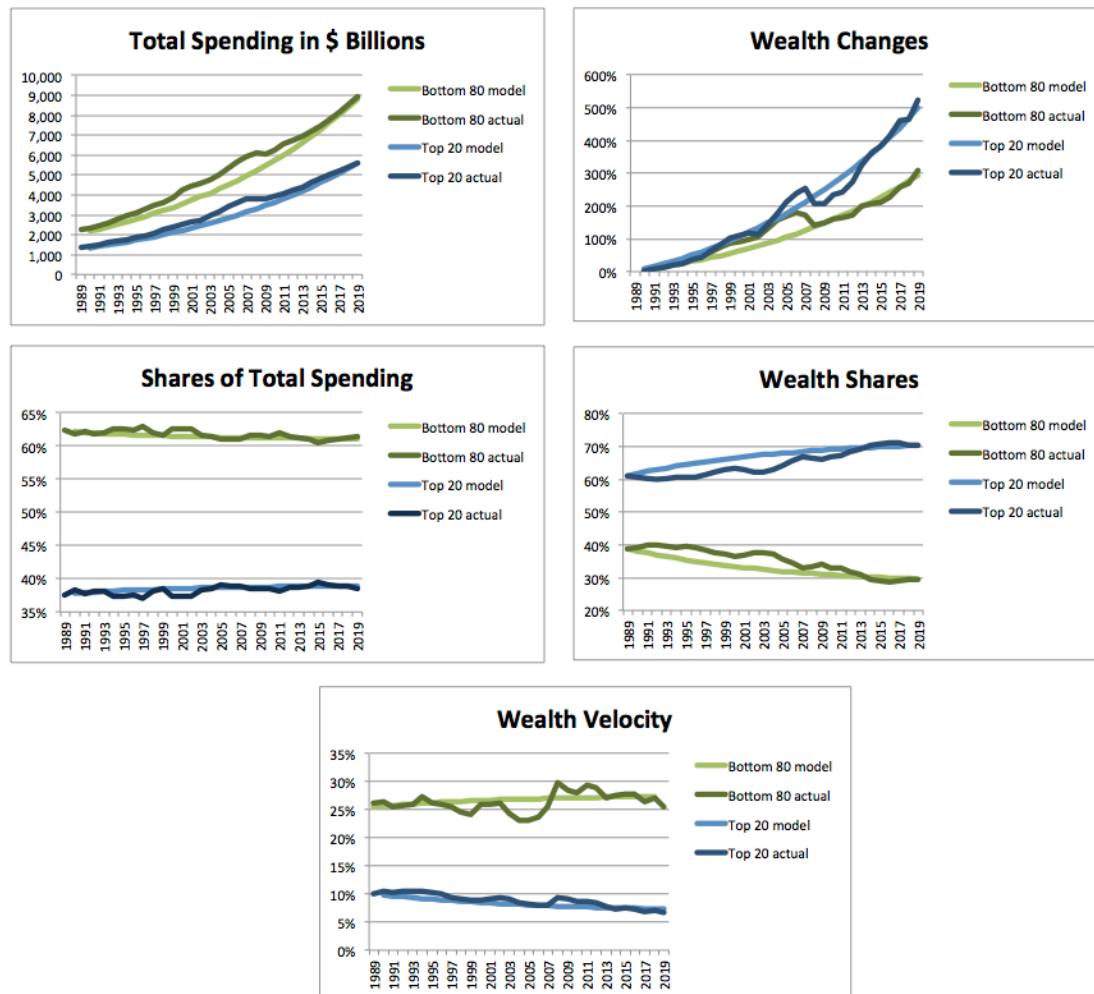 Total Spending in $ Billions
10,000
9,000
8,000
7,000
6,000
5,000
4,000
3,000
2,000
1,000
0
Bottom 80 model
Bottom 80 actual
Top 20 model
Top 20 actual
1989 1991 1993 1995 1997 1999 2001 2003 2005 2007 2009 2011 2013 2015 2017 2019
Wealth Changes
600%
500%
400%
300%
200%
100%
0%
Bottom 80 model
Bottom 80 actual
Top 20 model
Top 20 actual
1989 1991 1993 1995 1997 1999 2001 2003 2005 2007 2009 2011 2013 2015 2017 2019
Shares of Total Spending
65%
60%
55%
50%
45%
40%
35%
Bottom 80 model
Bottom 80 actual
Top 20 model
Top 20 actual
1989 1991 1993 1995 1997 1999 2001 2003 2005 2007 2009 2011 2013 2015 2017 2019
Wealth Shares
80%
70%
60%
50%
40%
30%
20%
Bottom 80 model
Bottom 80 actual
Top 20 model
Top 20 actual
1989 1991 1993 1995 1997 1999 2001 2003 2005 2007 2009 2011 2013 2015 2017 2019
Wealth Velocity
35%
30%
25%
20%
15%
10%
5%
0%
Bottom 80 model
Bottom 80 actual
Top 20 model
Top 20 actual
1989 1991 1993 1995 1997 1999 2001 2003 2005 2007 2009 2011 2013 2015 2017 2019